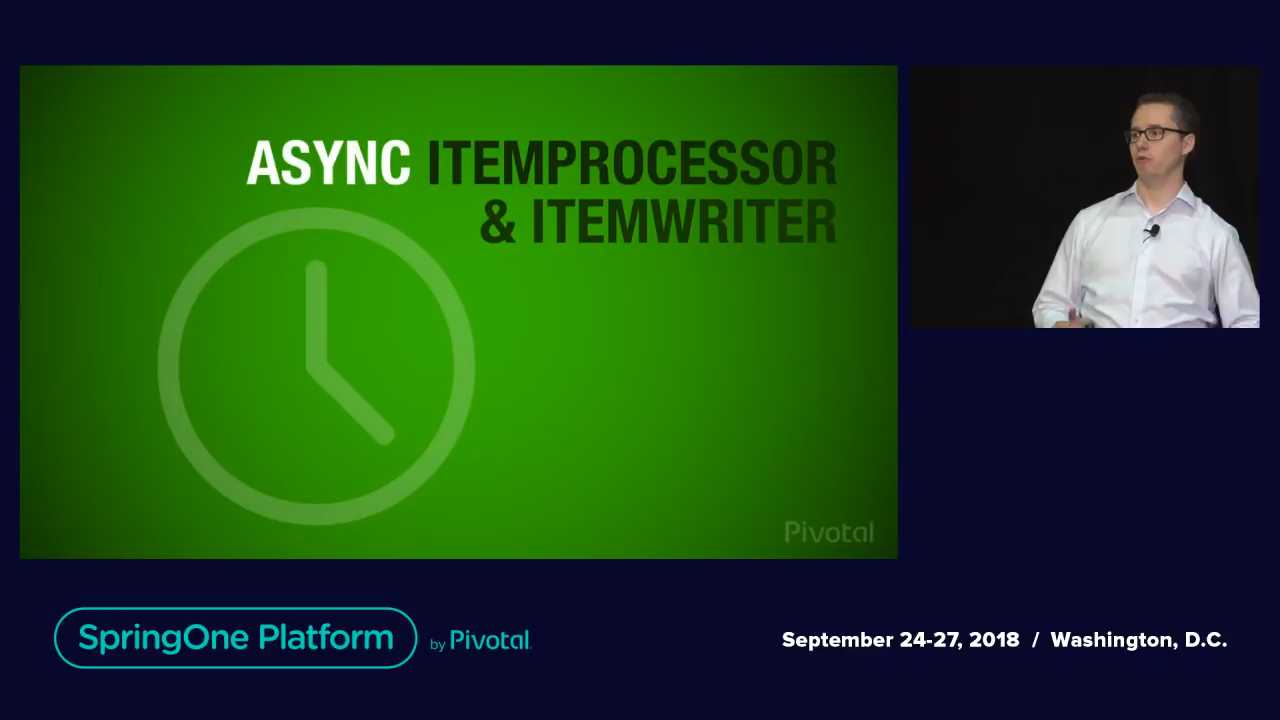 ASYNC ITEMPROCESSOR
& ITEMWRITER
Pivotal
SpringOne Platform by Pivotal.
September 24-27, 2018 / Washington, D.C.